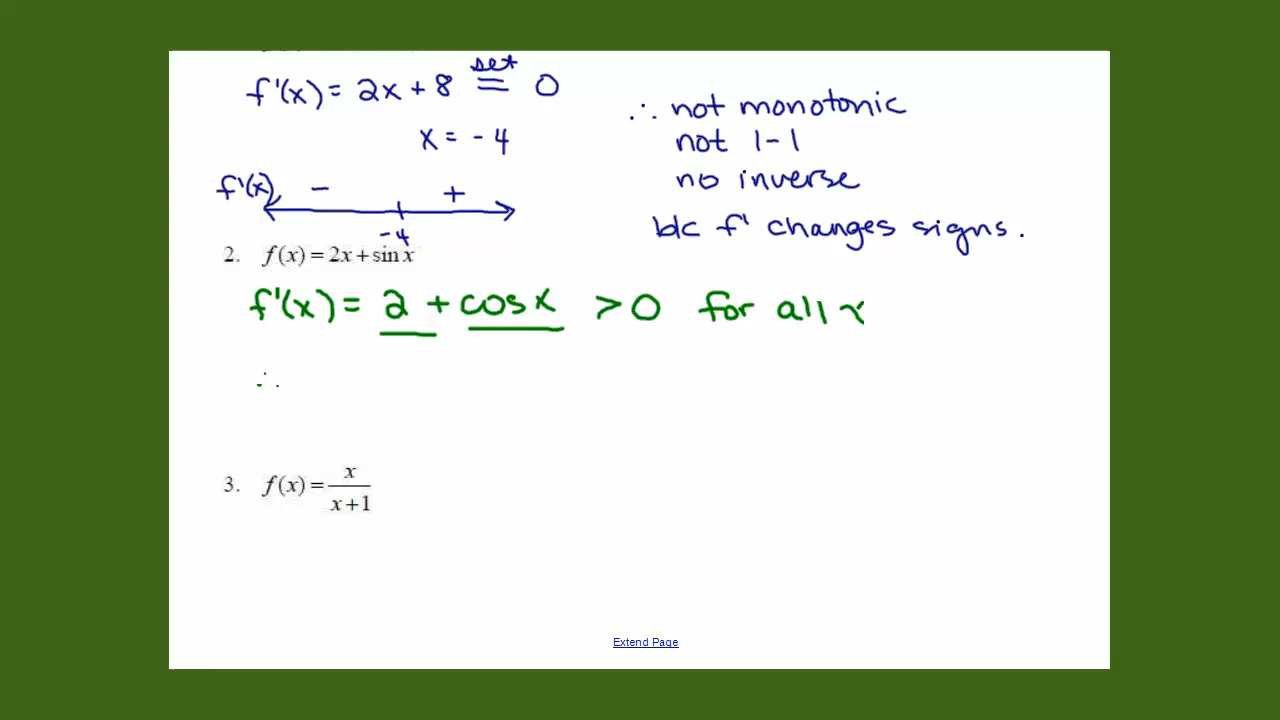 f'(x) = 2x + 8 set = 0
x = -4
f'(x) - +
-4
∴ not monotonic
not 1-1
no inverse
b/c f' changes signs.
2. f(x) = 2x + sin x
f'(x) = 2 + cos x > 0 for all x
∴
3. f(x) = x/(x+1)
Extend Page